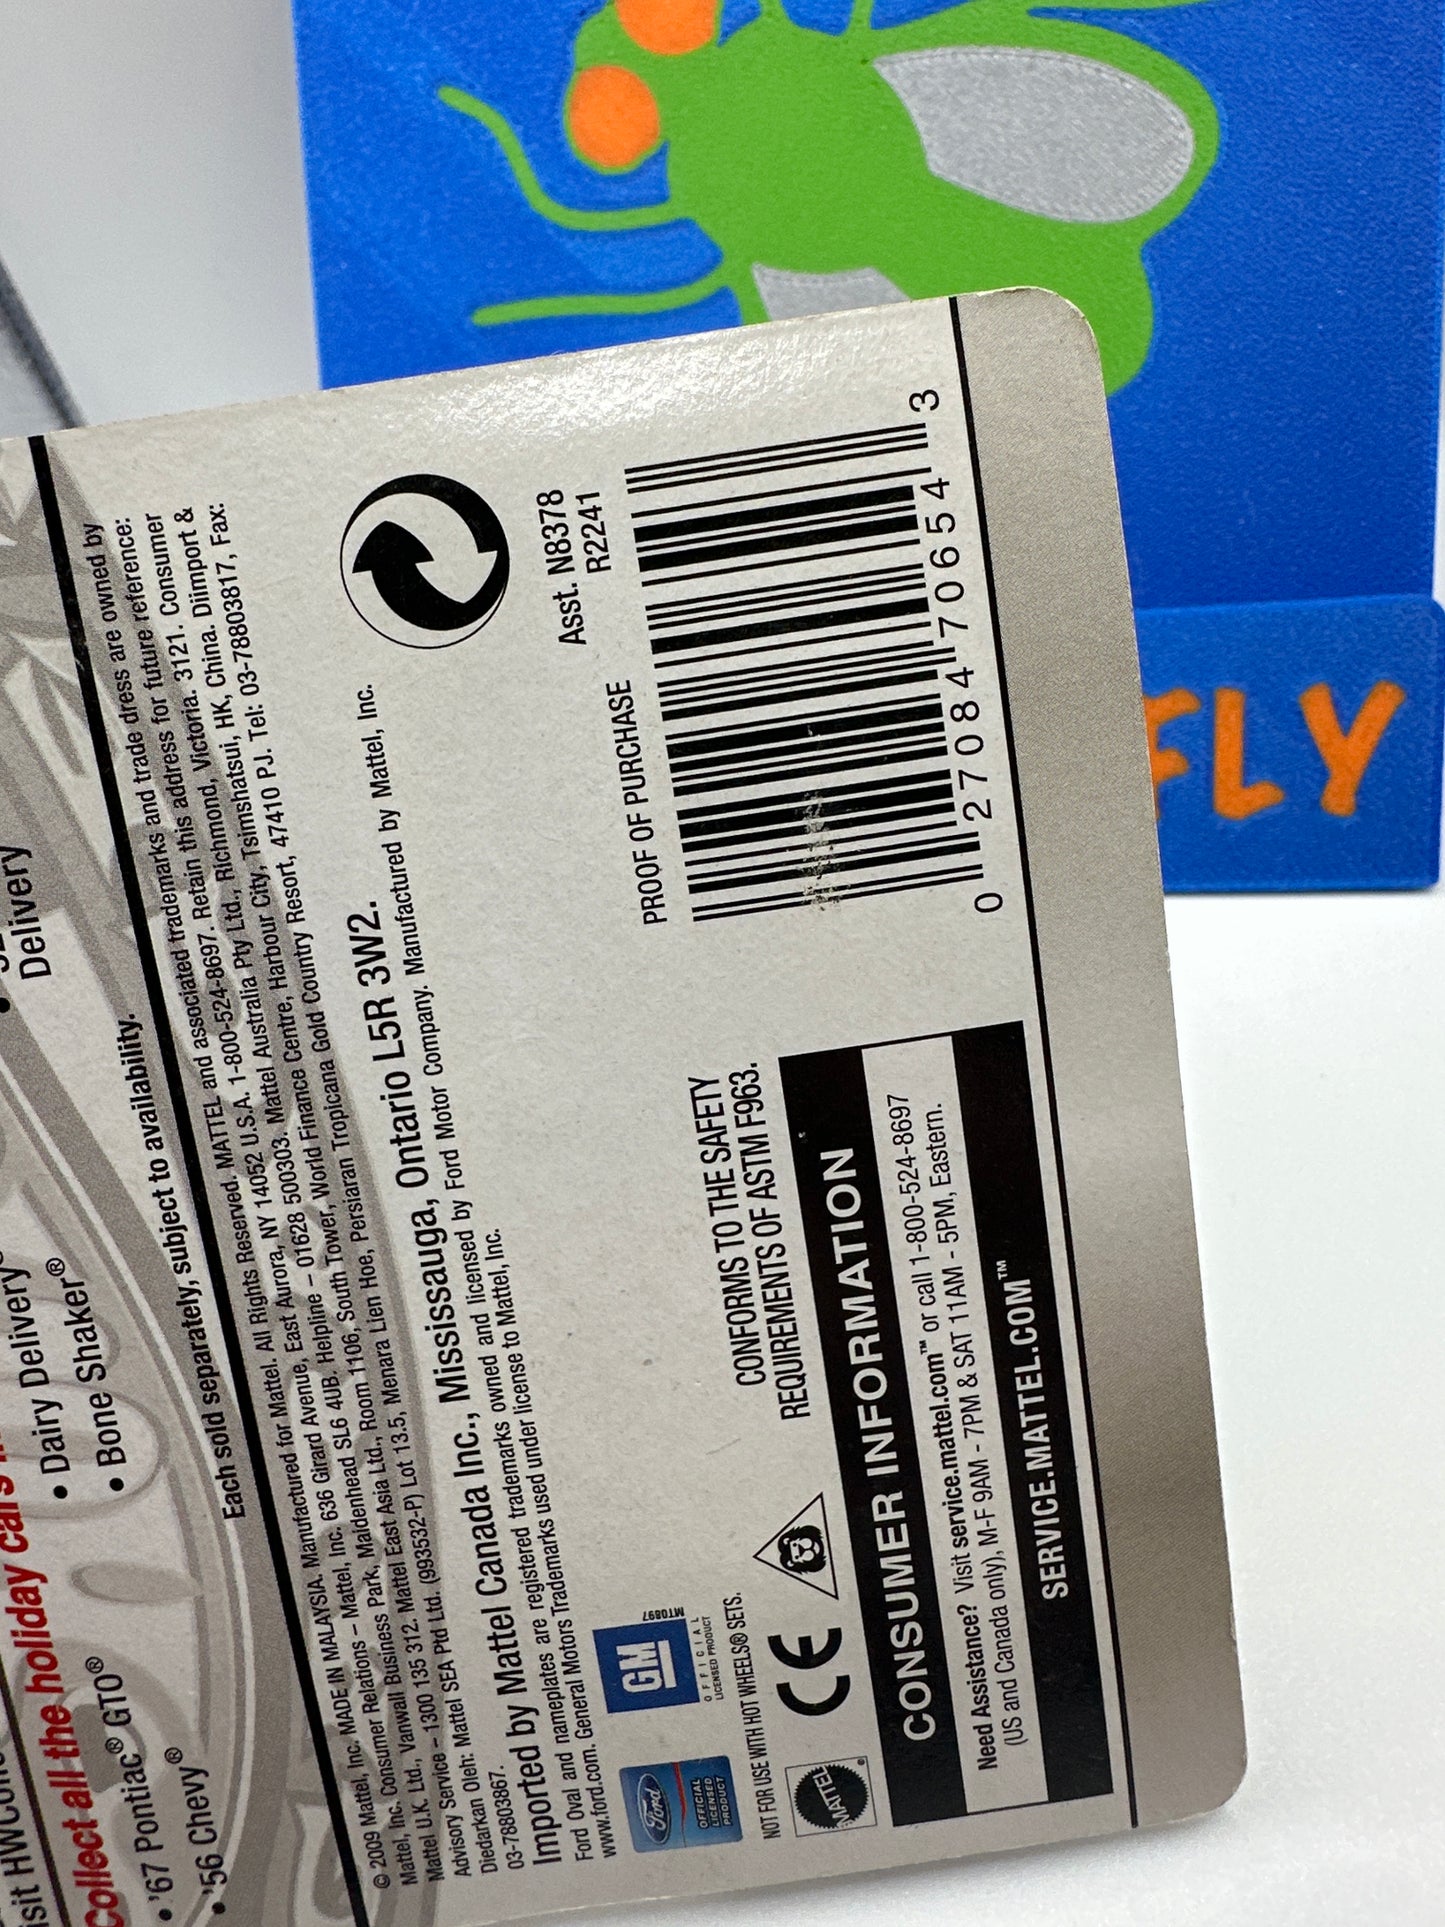 isit HWCon
Collect all the holiday cars
• '67 Pontiac® GTO®
• '56 Chevy®
• Dairy Delivery®
• Bone Shaker®
Delivery
Each sold separately, subject to availability.
© 2009 Mattel, Inc. MADE IN MALAYSIA. Manufactured for Mattel. All Rights Reserved. MATTEL and associated trademarks and trade dress are owned by
Mattel, Inc. Consumer Relations – Mattel, Inc. 636 Girard Avenue, East Aurora, NY 14052 U.S.A. 1-800-524-8697. Retain this address for future reference:
Mattel U.K. Ltd., Vanwall Business Park, Maidenhead SL6 4UB. Helpline – 01628 500303. Mattel Australia Pty Ltd., Richmond, Victoria. 3121. Consumer
Advisory Service – 1300 135 312. Mattel East Asia Ltd., Room 1106, South Tower, World Finance Centre, Harbour City, Tsimshatsui, HK, China. Diimport &
Diedarkan Oleh: Mattel SEA Ptd Ltd. (993532-P) Lot 13.5, Menara Lien Hoe, Persiaran Tropicana Gold Country Resort, 47410 PJ. Tel: 03-78803817, Fax:
03-78803867.
Imported by Mattel Canada Inc., Mississauga, Ontario L5R 3W2.
Ford Oval and nameplates are registered trademarks owned and licensed by Ford Motor Company. Manufactured by Mattel, Inc.
www.ford.com. General Motors Trademarks used under license to Mattel, Inc.
Ford
OFFICIAL
LICENSED
PRODUCT
GM
MT0897
OFFICIAL
LICENSED PRODUCT
NOT FOR USE WITH HOT WHEELS® SETS.
MATTEL®
CE
CONFORMS TO THE SAFETY
REQUIREMENTS OF ASTM F963.
CONSUMER INFORMATION
Need Assistance? Visit service.mattel.com™ or call 1-800-524-8697
(US and Canada only), M-F 9AM - 7PM & SAT 11AM - 5PM, Eastern.
SERVICE.MATTEL.COM™
Asst. N8378
R2241
PROOF OF PURCHASE
0 27084 70654 3
FLY